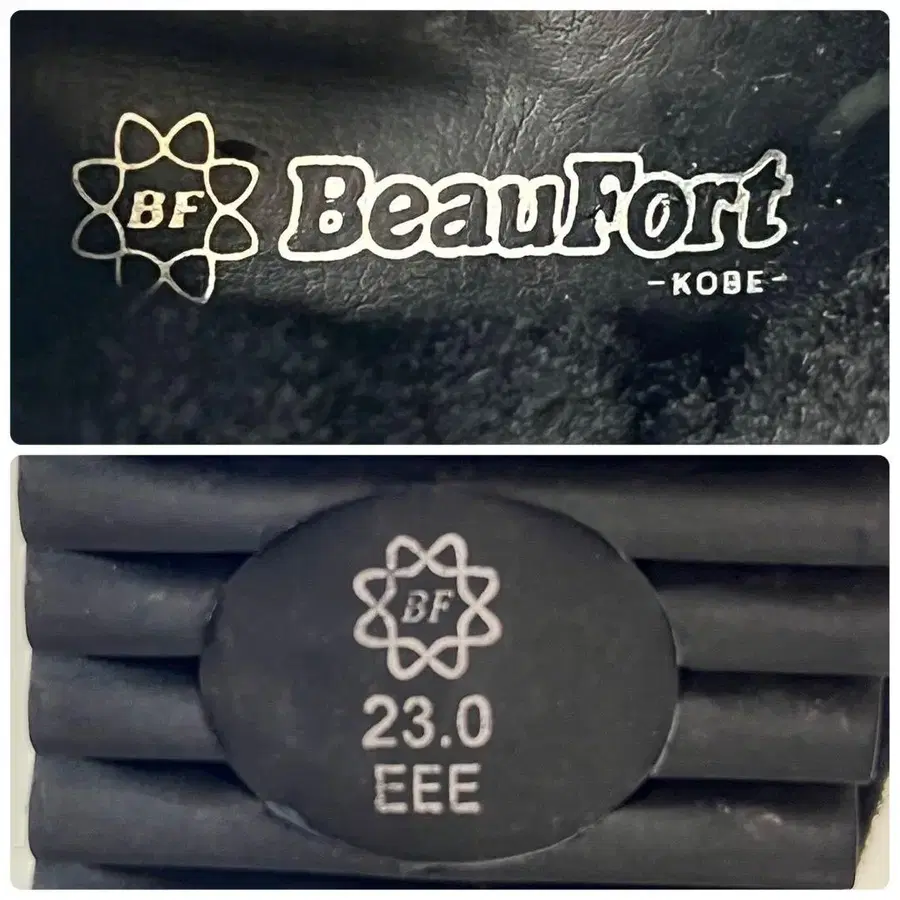 BF
BeauFort
-KOBE-
BF
23.0
EEE